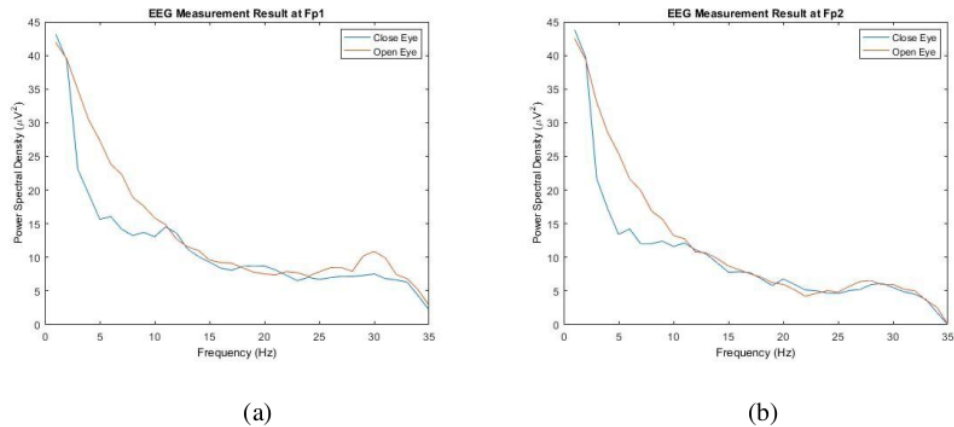 EEG Measurement Result at Fp1
Close Eye
Open Eye
Power Spectral Density (μV²)
45
40
35
30
25
20
15
10
5
0
0 5 10 15 20 25 30 35
Frequency (Hz)
(a)
EEG Measurement Result at Fp2
Close Eye
Open Eye
Power Spectral Density (μV²)
45
40
35
30
25
20
15
10
5
0
0 5 10 15 20 25 30 35
Frequency (Hz)
(b)